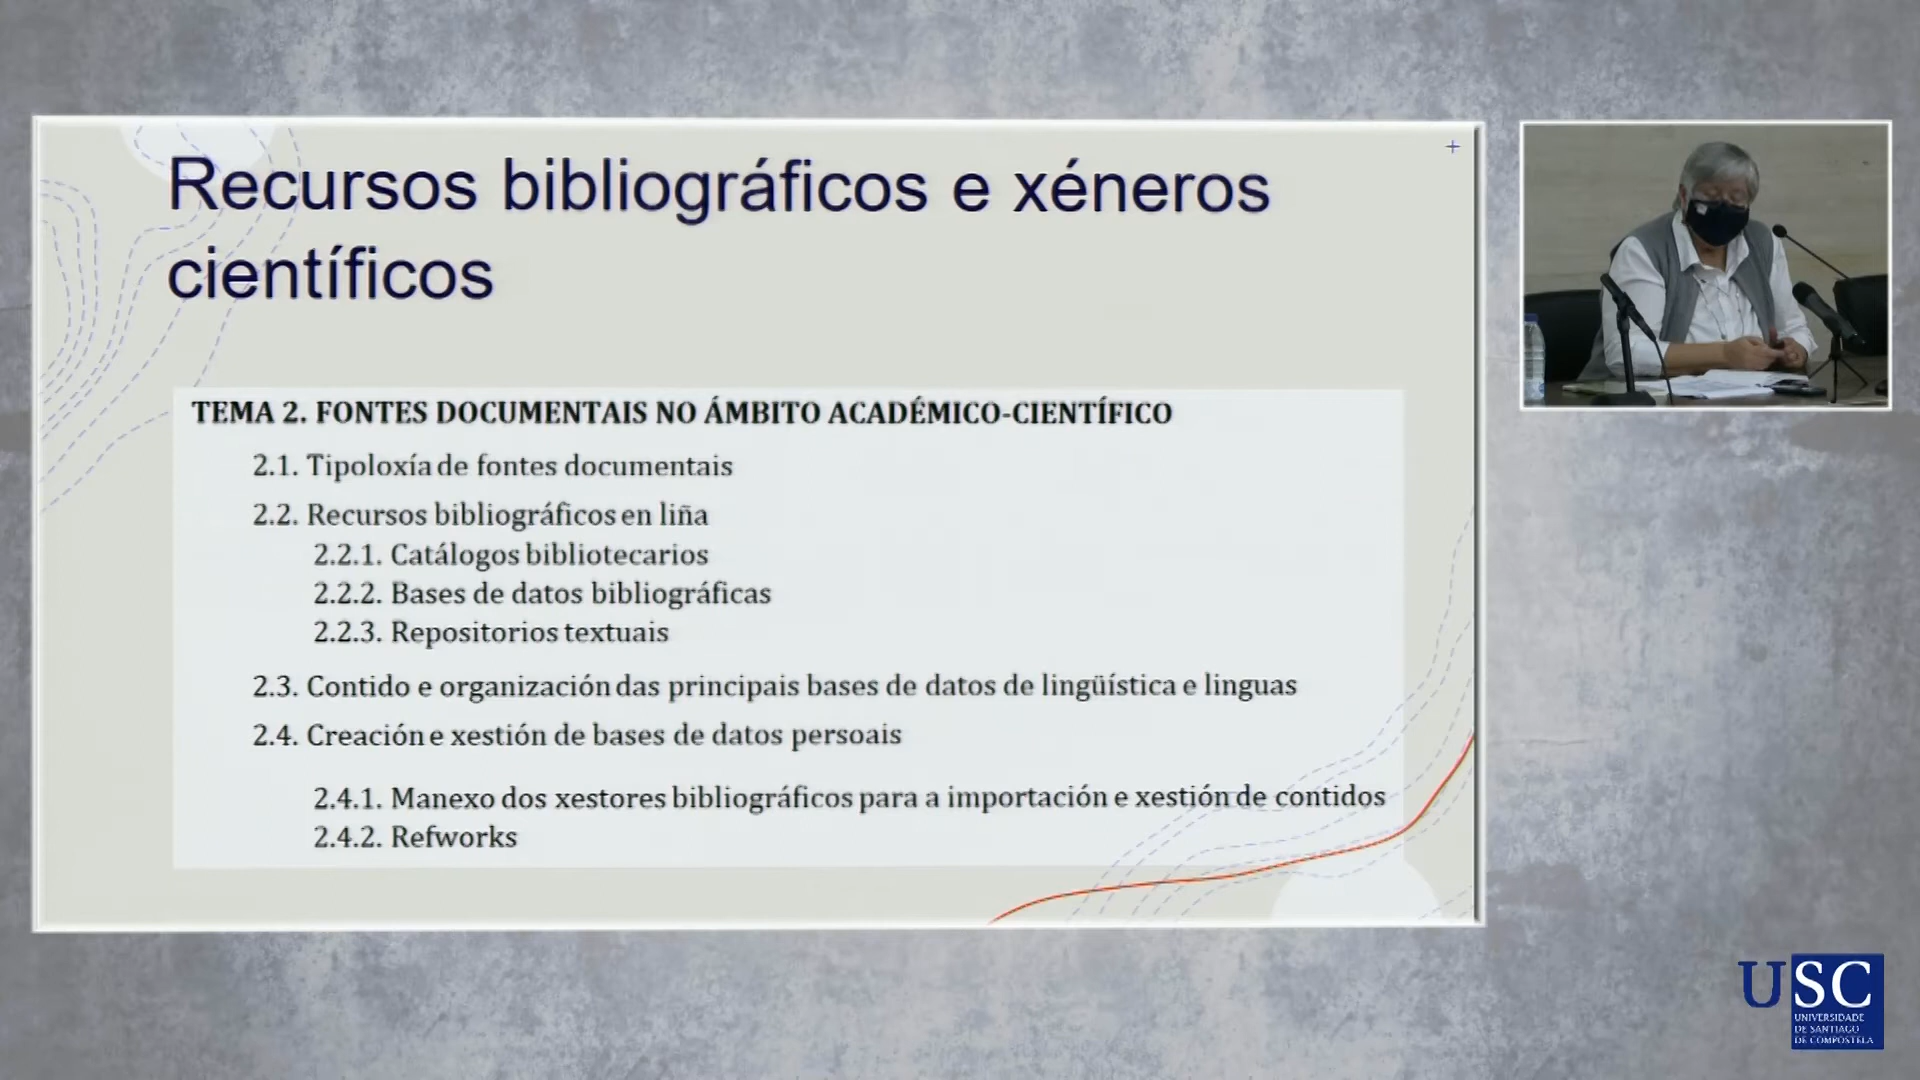 Recursos bibliográficos e xéneros
científicos
TEMA 2. FONTES DOCUMENTAIS NO ÁMBITO ACADÉMICO-CIENTÍFICO
2.1. Tipoloxía de fontes documentais
2.2. Recursos bibliográficos en liña
2.2.1. Catálogos bibliotecarios
2.2.2. Bases de datos bibliográficas
2.2.3. Repositorios textuais
2.3. Contido e organización das principais bases de datos de lingüística e linguas
2.4. Creación e xestión de bases de datos persoais
2.4.1. Manexo dos xestores bibliográficos para a importación e xestión de contidos
2.4.2. Refworks
USC
UNIVERSIDADE
DE SANTIAGO
DE COMPOSTELA